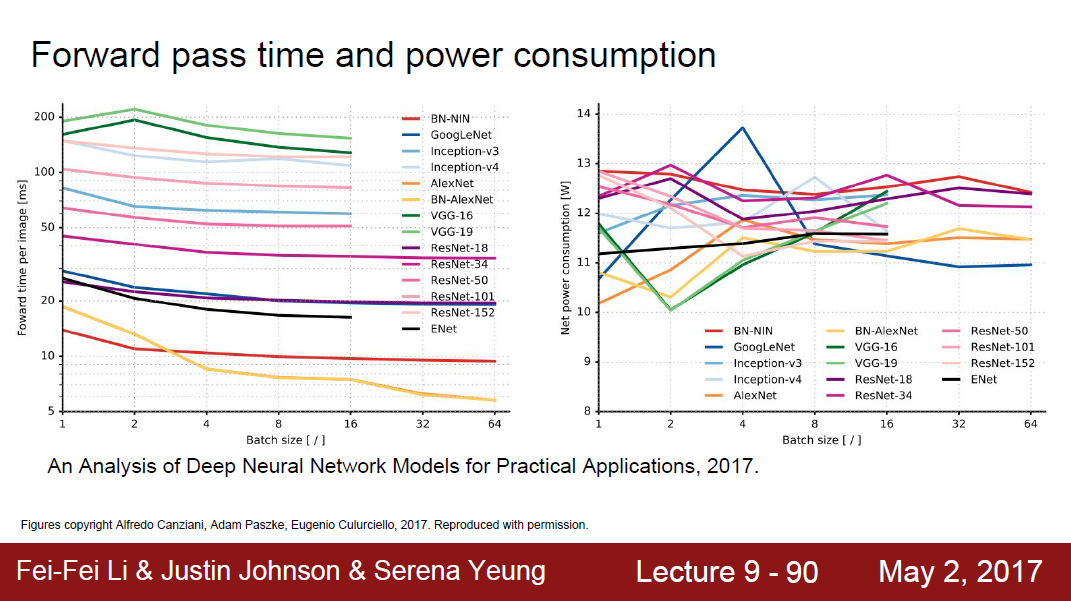 Forward pass time and power consumption
200
100
50
20
10
5
Foward time per image [ms]
1 2 4 8 16 32 64
Batch size [ / ]
BN-NIN
GoogLeNet
Inception-v3
Inception-v4
AlexNet
BN-AlexNet
VGG-16
VGG-19
ResNet-18
ResNet-34
ResNet-50
ResNet-101
ResNet-152
ENet
14
13
12
11
10
9
8
Net power consumption [W]
BN-NIN BN-AlexNet ResNet-50
GoogLeNet VGG-16 ResNet-101
Inception-v3 VGG-19 ResNet-152
Inception-v4 ResNet-18 ENet
AlexNet ResNet-34
1 2 4 8 16 32 64
Batch size [ / ]
An Analysis of Deep Neural Network Models for Practical Applications, 2017.
Figures copyright Alfredo Canziani, Adam Paszke, Eugenio Culurciello, 2017. Reproduced with permission.
Fei-Fei Li & Justin Johnson & Serena Yeung Lecture 9 - 90 May 2, 2017